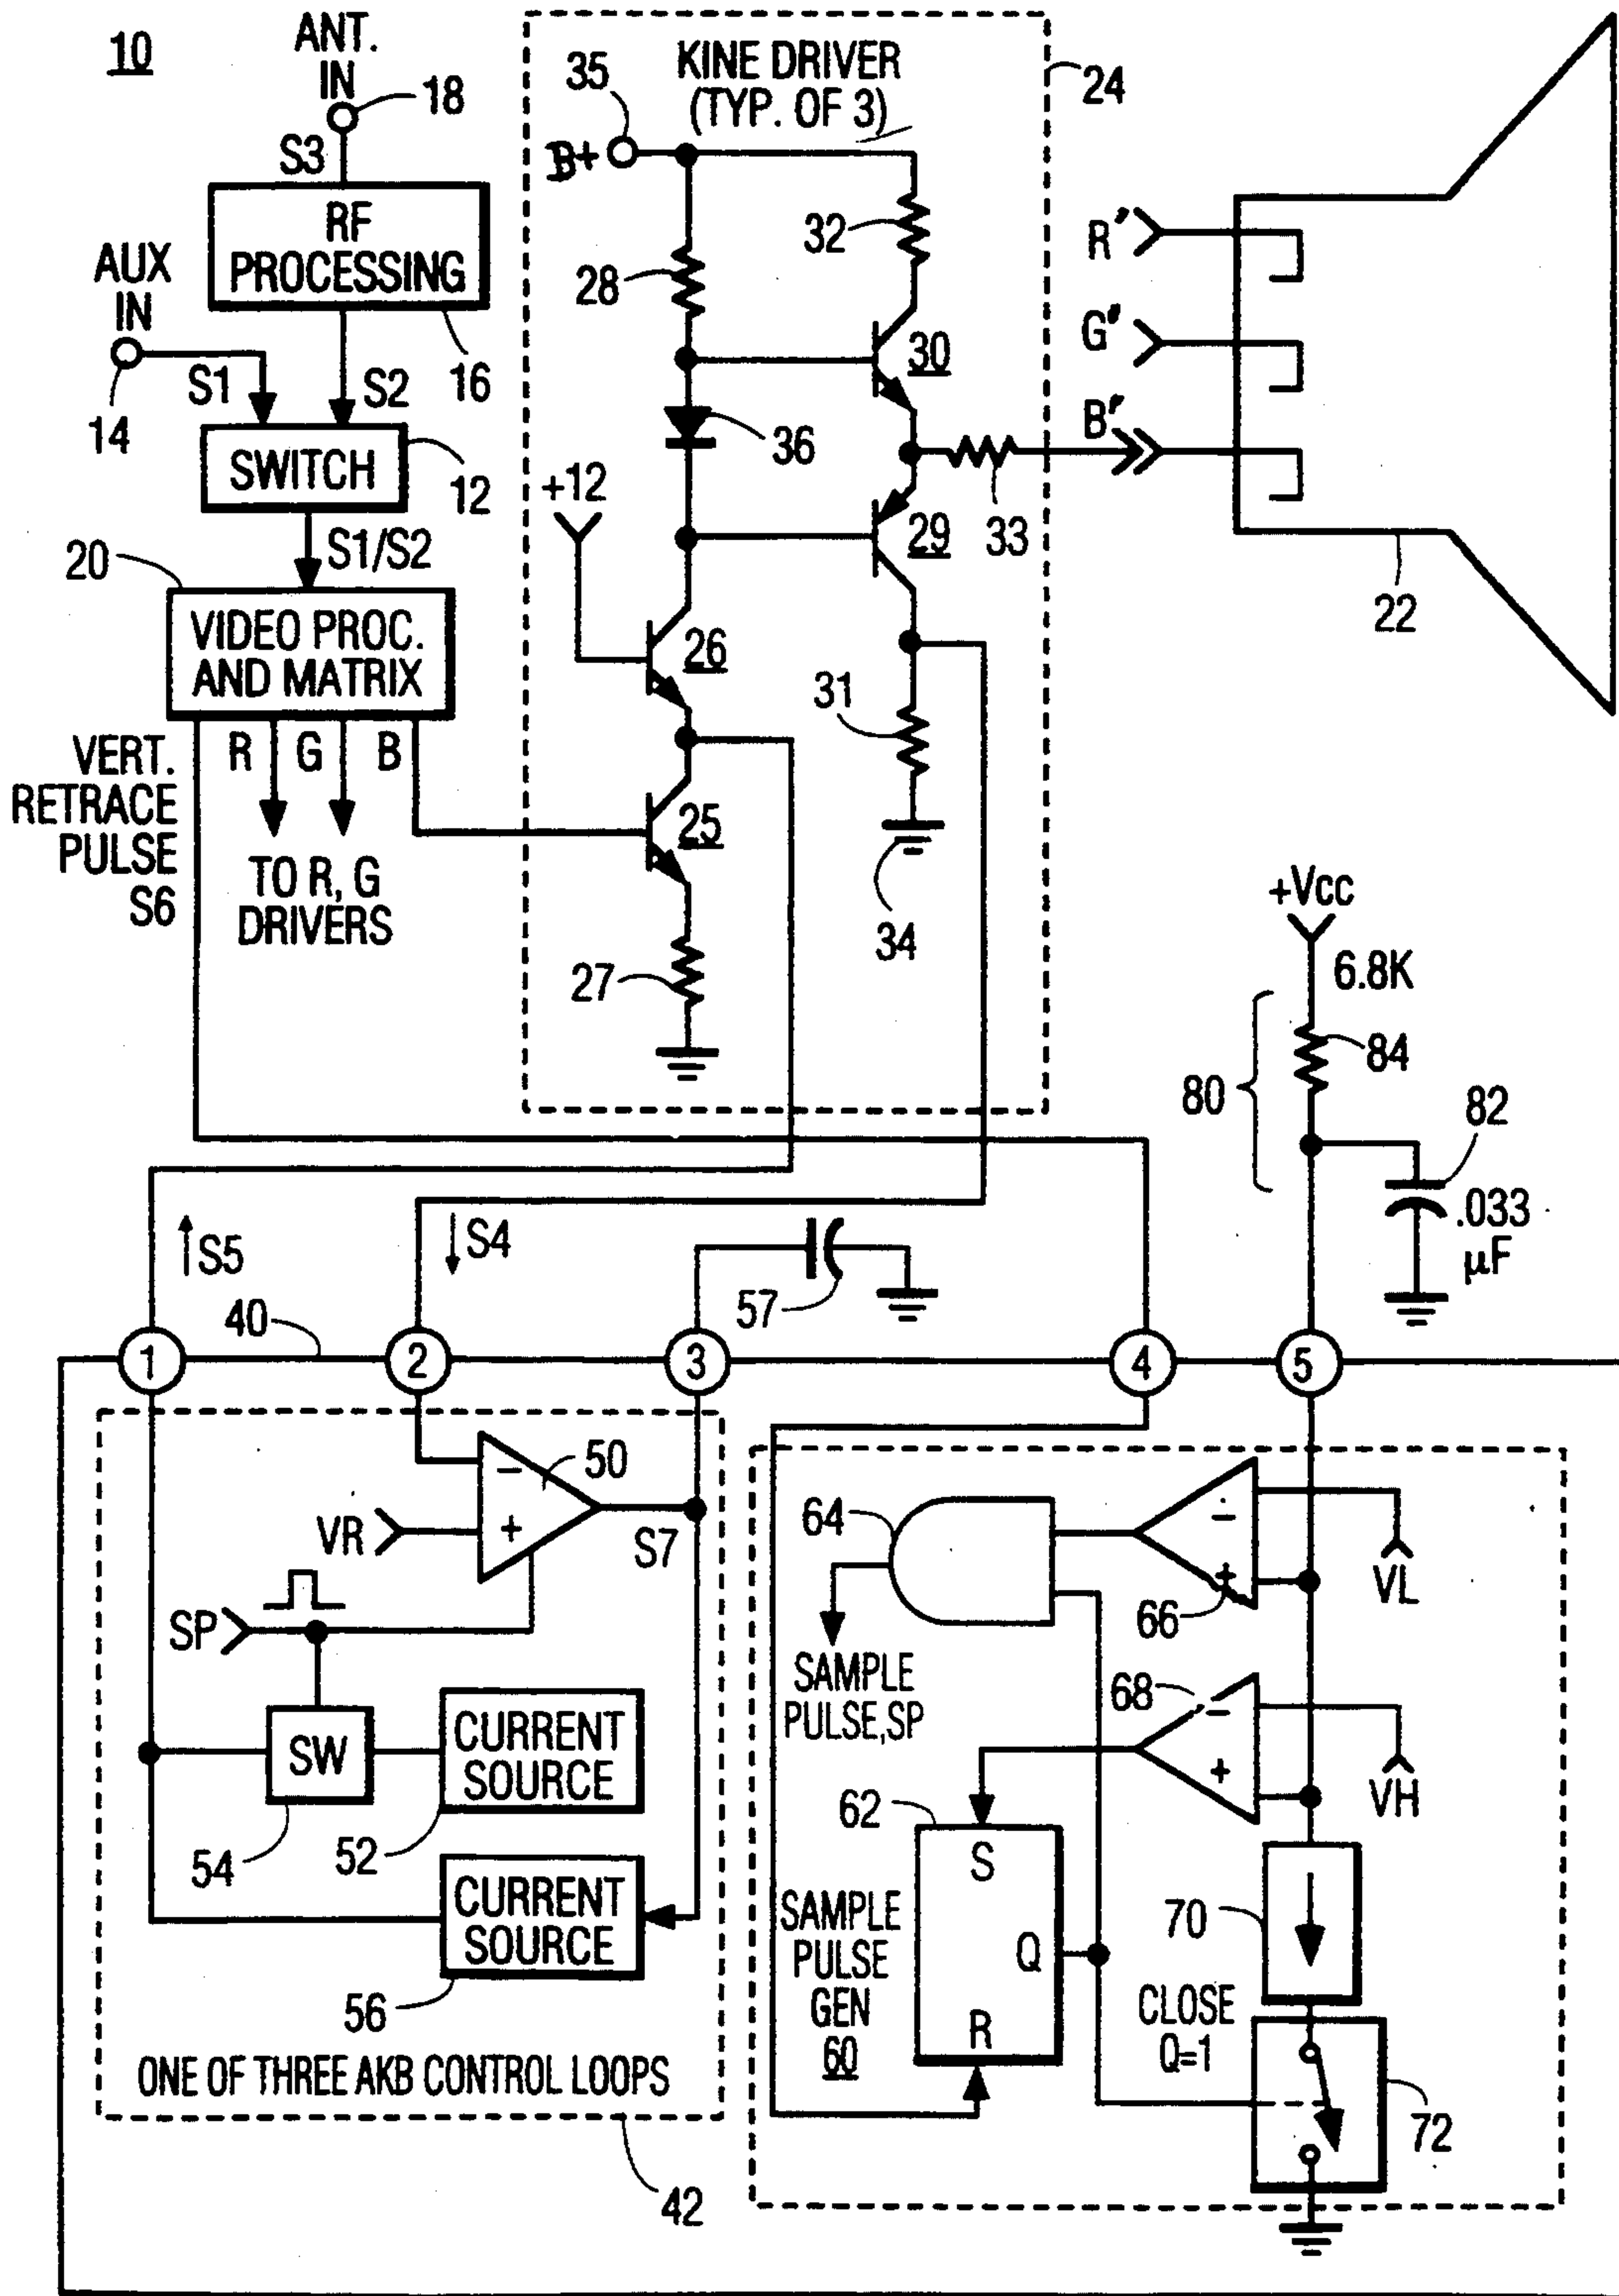 10
ANT.
IN
18
S3
RF
PROCESSING
16
AUX
IN
14
S1
S2
SWITCH
12
S1/S2
20
VIDEO PROC.
AND MATRIX
VERT.
RETRACE
PULSE
S6
R
G
B
TO R, G
DRIVERS
KINE DRIVER
(TYP. OF 3)
24
35
B+
32
28
30
36
+12
29
33
26
31
25
34
27
R'
G'
B'
22
+Vcc
6.8K
84
80
82
.033
µF
S5
S4
57
40
1
2
3
4
5
50
−
+
VR
S7
SP
SW
54
CURRENT
SOURCE
52
CURRENT
SOURCE
56
ONE OF THREE AKB CONTROL LOOPS
42
64
−
+
66
VL
SAMPLE
PULSE,SP
68
−
+
VH
62
S
Q
R
SAMPLE
PULSE
GEN
60
70
CLOSE
Q=1
72